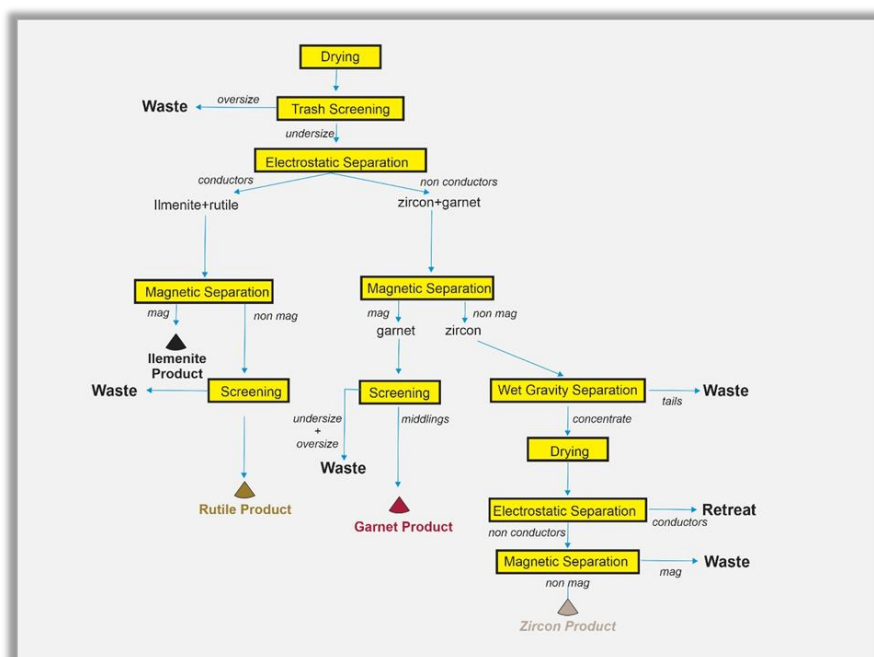 Drying
Waste
oversize
Trash Screening
undersize
Electrostatic Separation
conductors
non conductors
Ilmenite+rutile
zircon+garnet
Magnetic Separation
Magnetic Separation
mag
non mag
mag
non mag
garnet
zircon
Ilemenite
Product
Waste
Screening
Screening
Wet Gravity Separation
tails
Waste
undersize
+
oversize
middlings
concentrate
Waste
Drying
Rutile Product
Garnet Product
Electrostatic Separation
conductors
Retreat
non conductors
Magnetic Separation
mag
Waste
non mag
Zircon Product